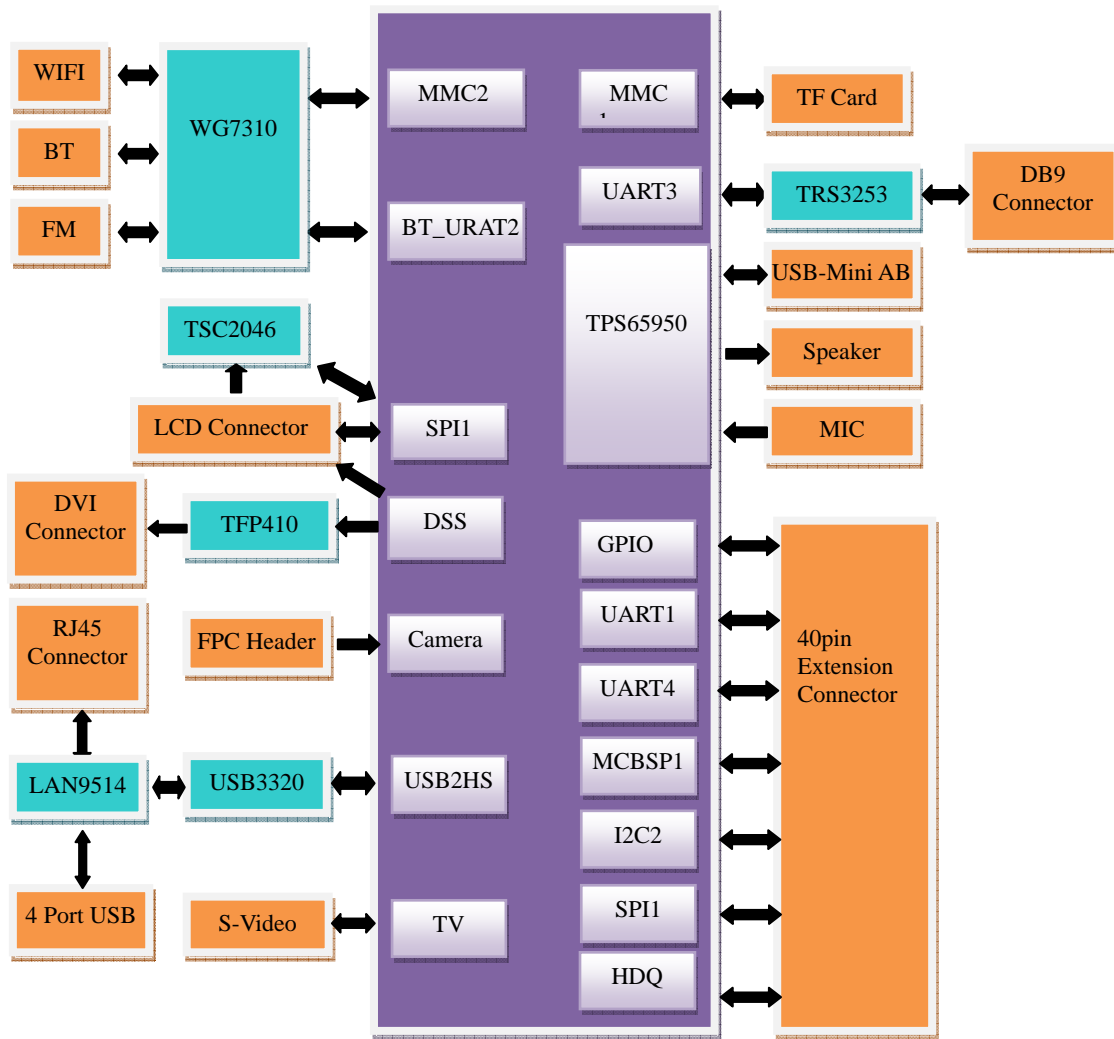 WIFI
BT
FM
WG7310
MMC2
BT_URAT2
TSC2046
LCD Connector
SPI1
DVI
Connector
TFP410
DSS
RJ45
Connector
FPC Header
Camera
LAN9514
USB3320
USB2HS
4 Port USB
S-Video
TV
MMC
UART3
TPS65950
GPIO
UART1
UART4
MCBSP1
I2C2
SPI1
HDQ
TF Card
TRS3253
DB9
Connector
USB-Mini AB
Speaker
MIC
40pin
Extension
Connector